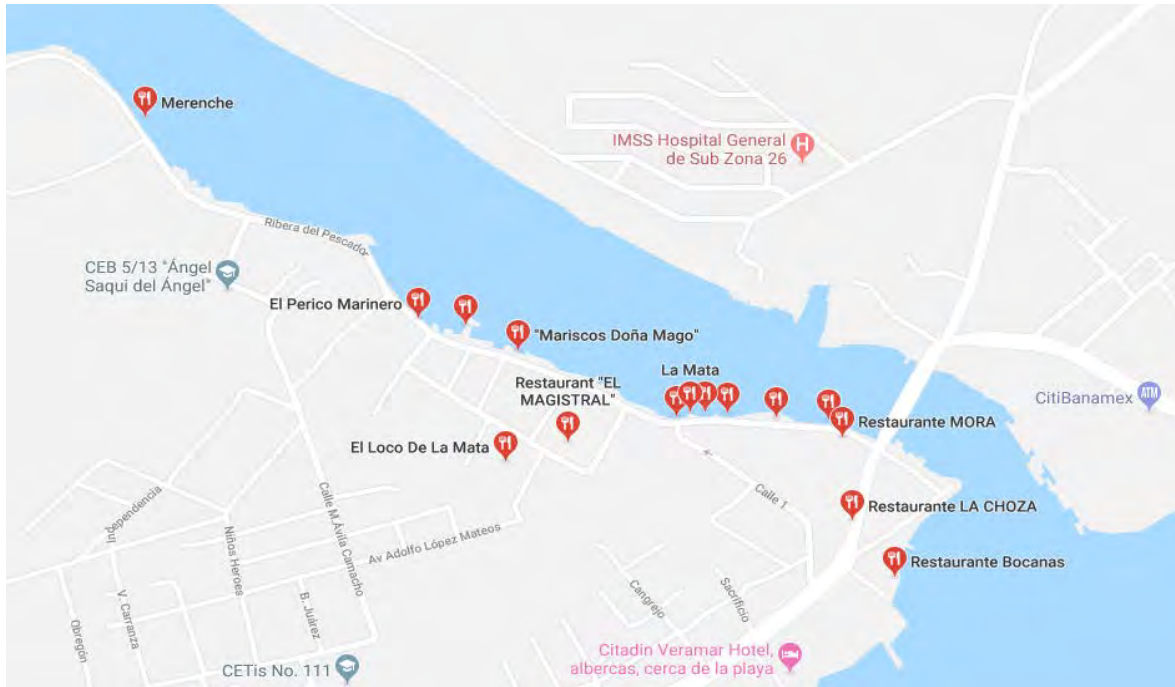 Merenche
IMSS Hospital General
de Sub Zona 26
H
Ribera del Pescado
CEB 5/13 "Ángel
Saqui del Ángel"
El Perico Marinero
"Mariscos Doña Mago"
La Mata
Restaurant "EL
MAGISTRAL"
CitiBanamex
ATM
Restaurante MORA
El Loco De La Mata
Calle 1
Restaurante LA CHOZA
Independencia
Calle M.Ávila Camacho
Niños Heroes
Av Adolfo López Mateos
Restaurante Bocanas
V. Carranza
B. Juárez
Obregón
Cangrejo
Sacrificio
CETis No. 111
Citadin Veramar Hotel,
albercas, cerca de la playa